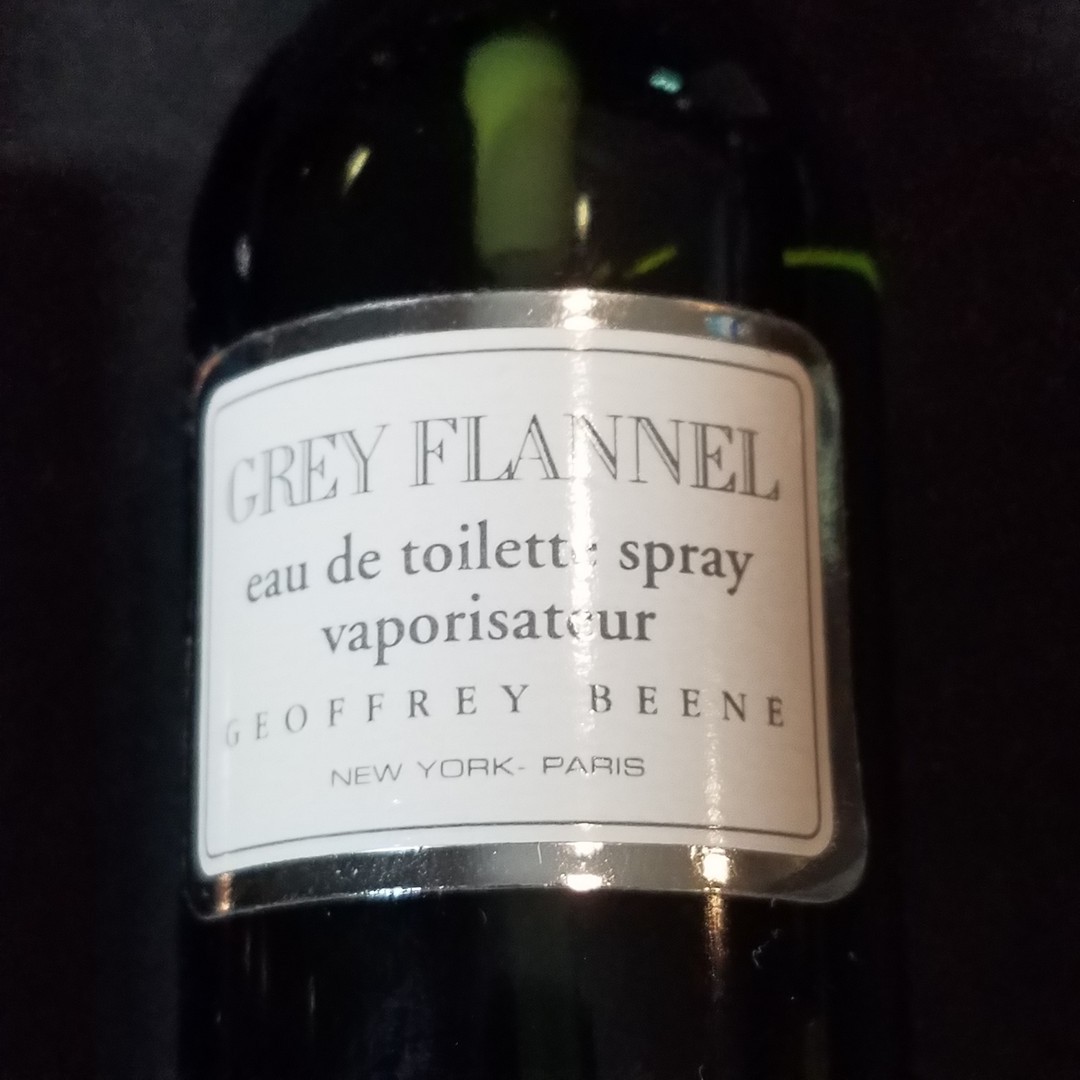 GREY FLANNEL
eau de toilette spray
vaporisateur
GEOFFREY BEENE
NEW YORK- PARIS